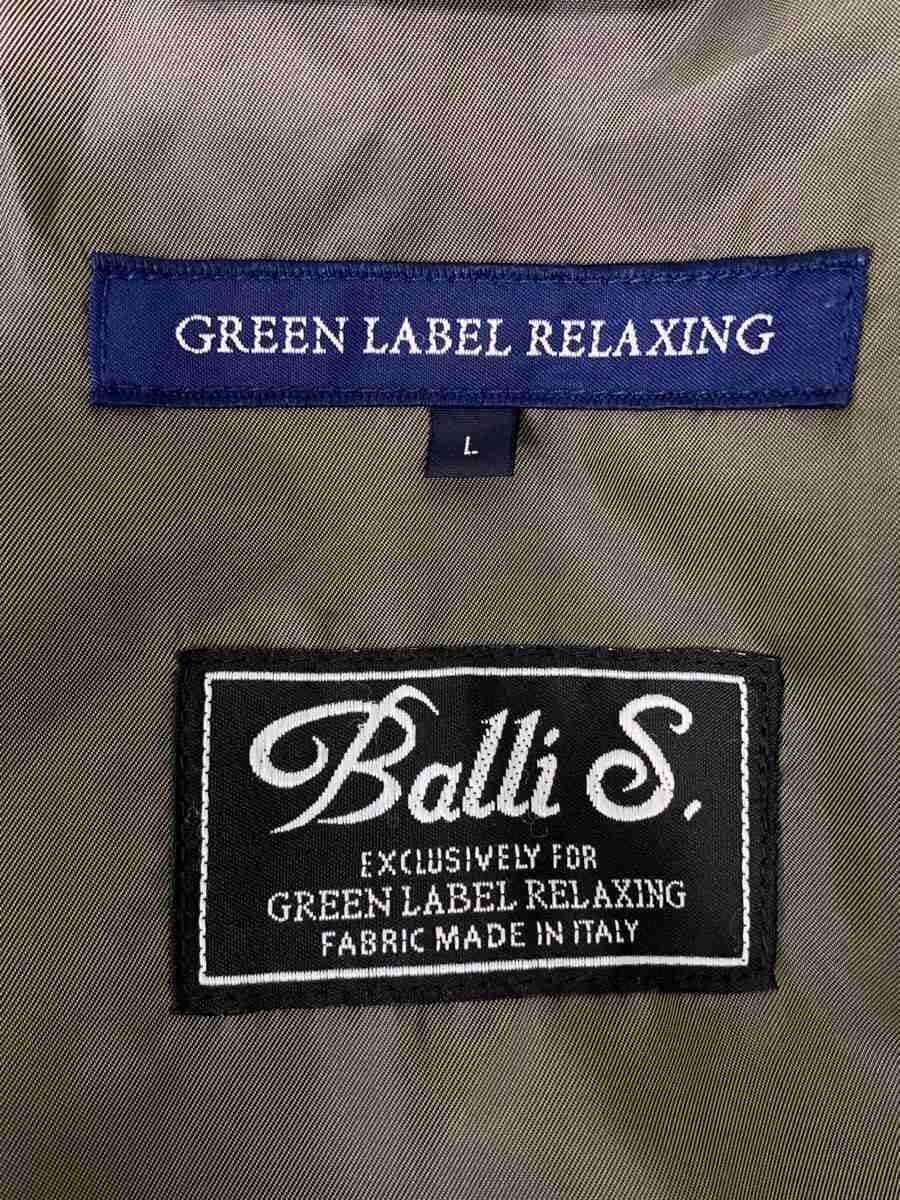 GREEN LABEL RELAXING
L
Balli S.
EXCLUSIVELY FOR
GREEN LABEL RELAXING
FABRIC MADE IN ITALY